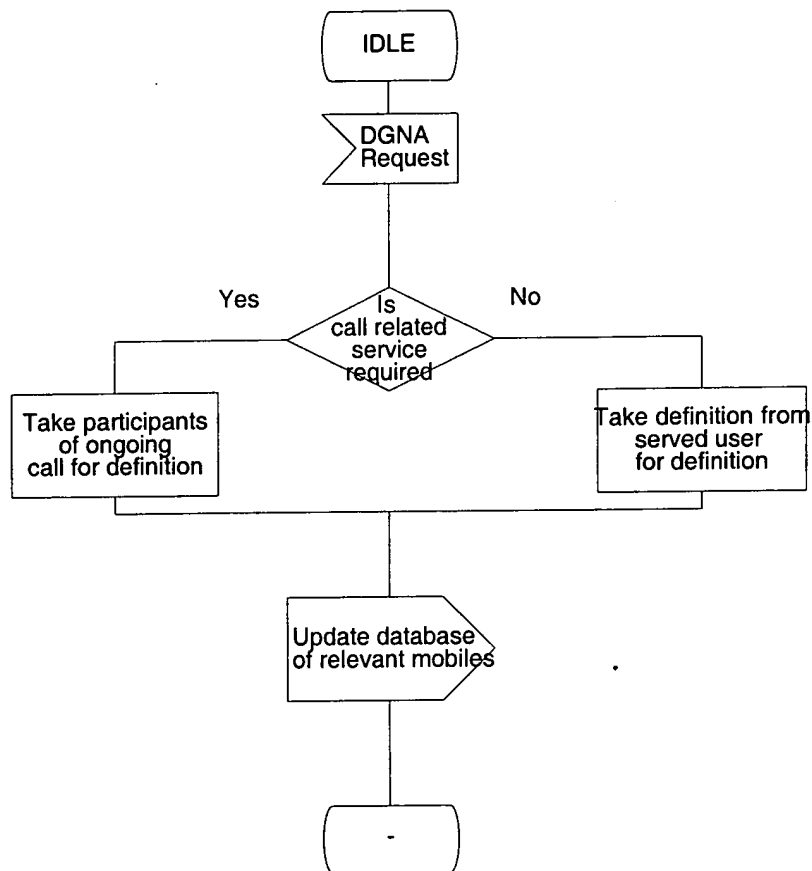 IDLE
DGNA
Request
Yes
No
Is
call related
service
required
Take participants
of ongoing
call for definition
Take definition from
served user
for definition
Update database
of relevant mobiles
-